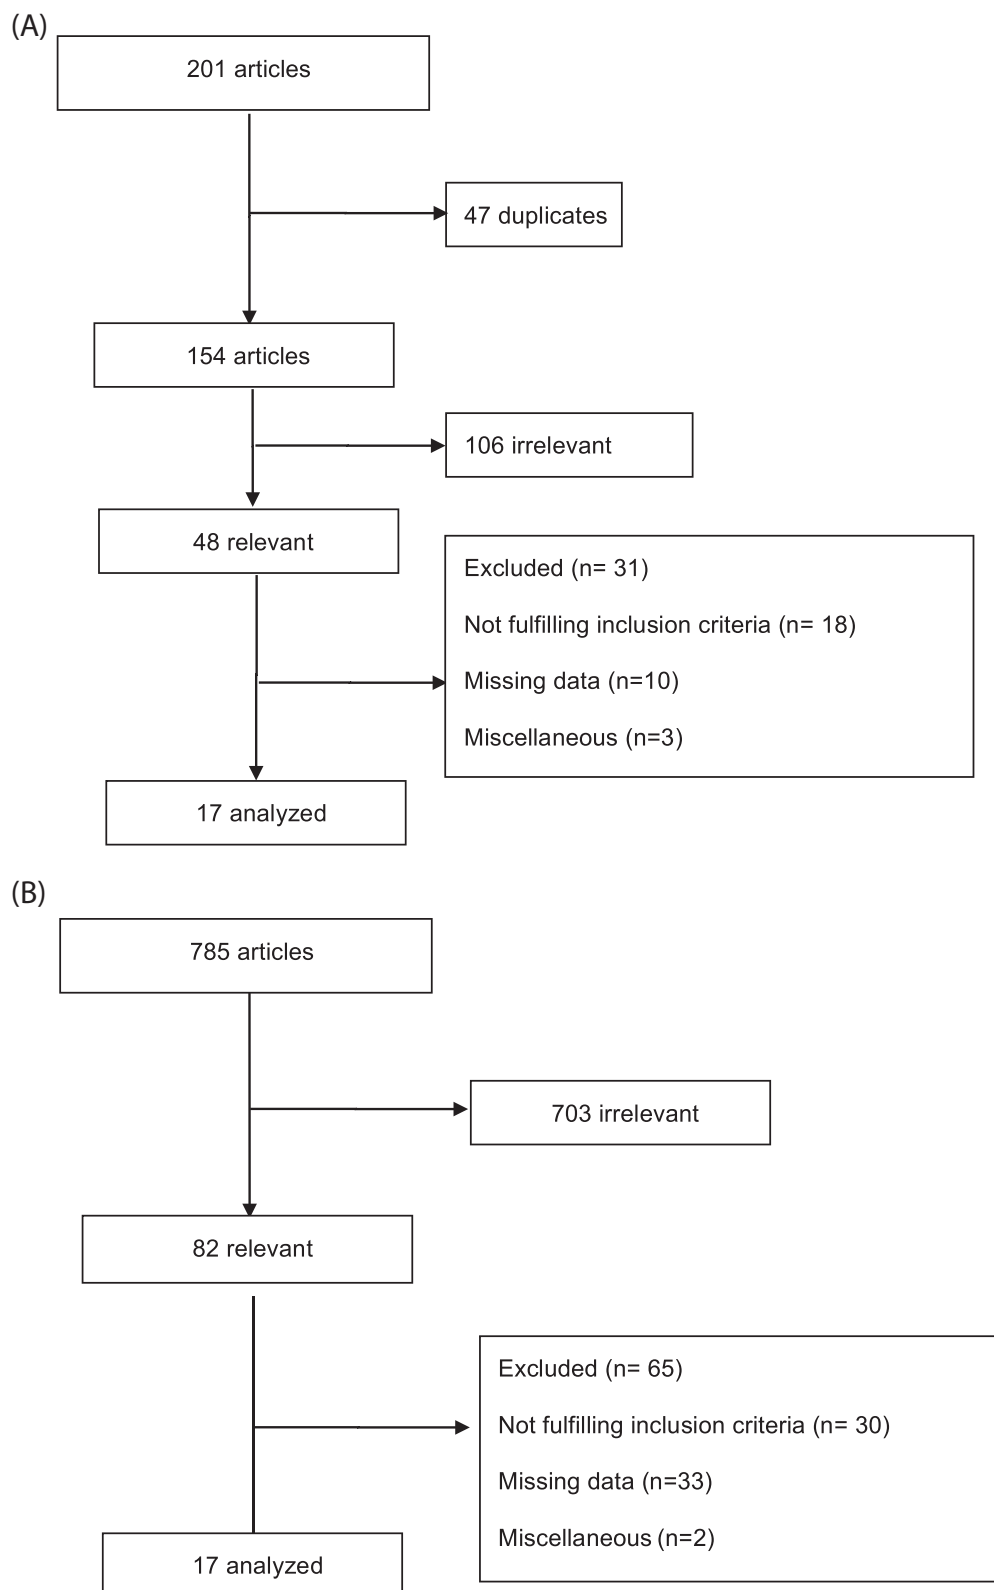 (A)
201 articles
47 duplicates
154 articles
106 irrelevant
48 relevant
Excluded (n= 31)
Not fulfilling inclusion criteria (n= 18)
Missing data (n=10)
Miscellaneous (n=3)
17 analyzed
(B)
785 articles
703 irrelevant
82 relevant
Excluded (n= 65)
Not fulfilling inclusion criteria (n= 30)
Missing data (n=33)
Miscellaneous (n=2)
17 analyzed